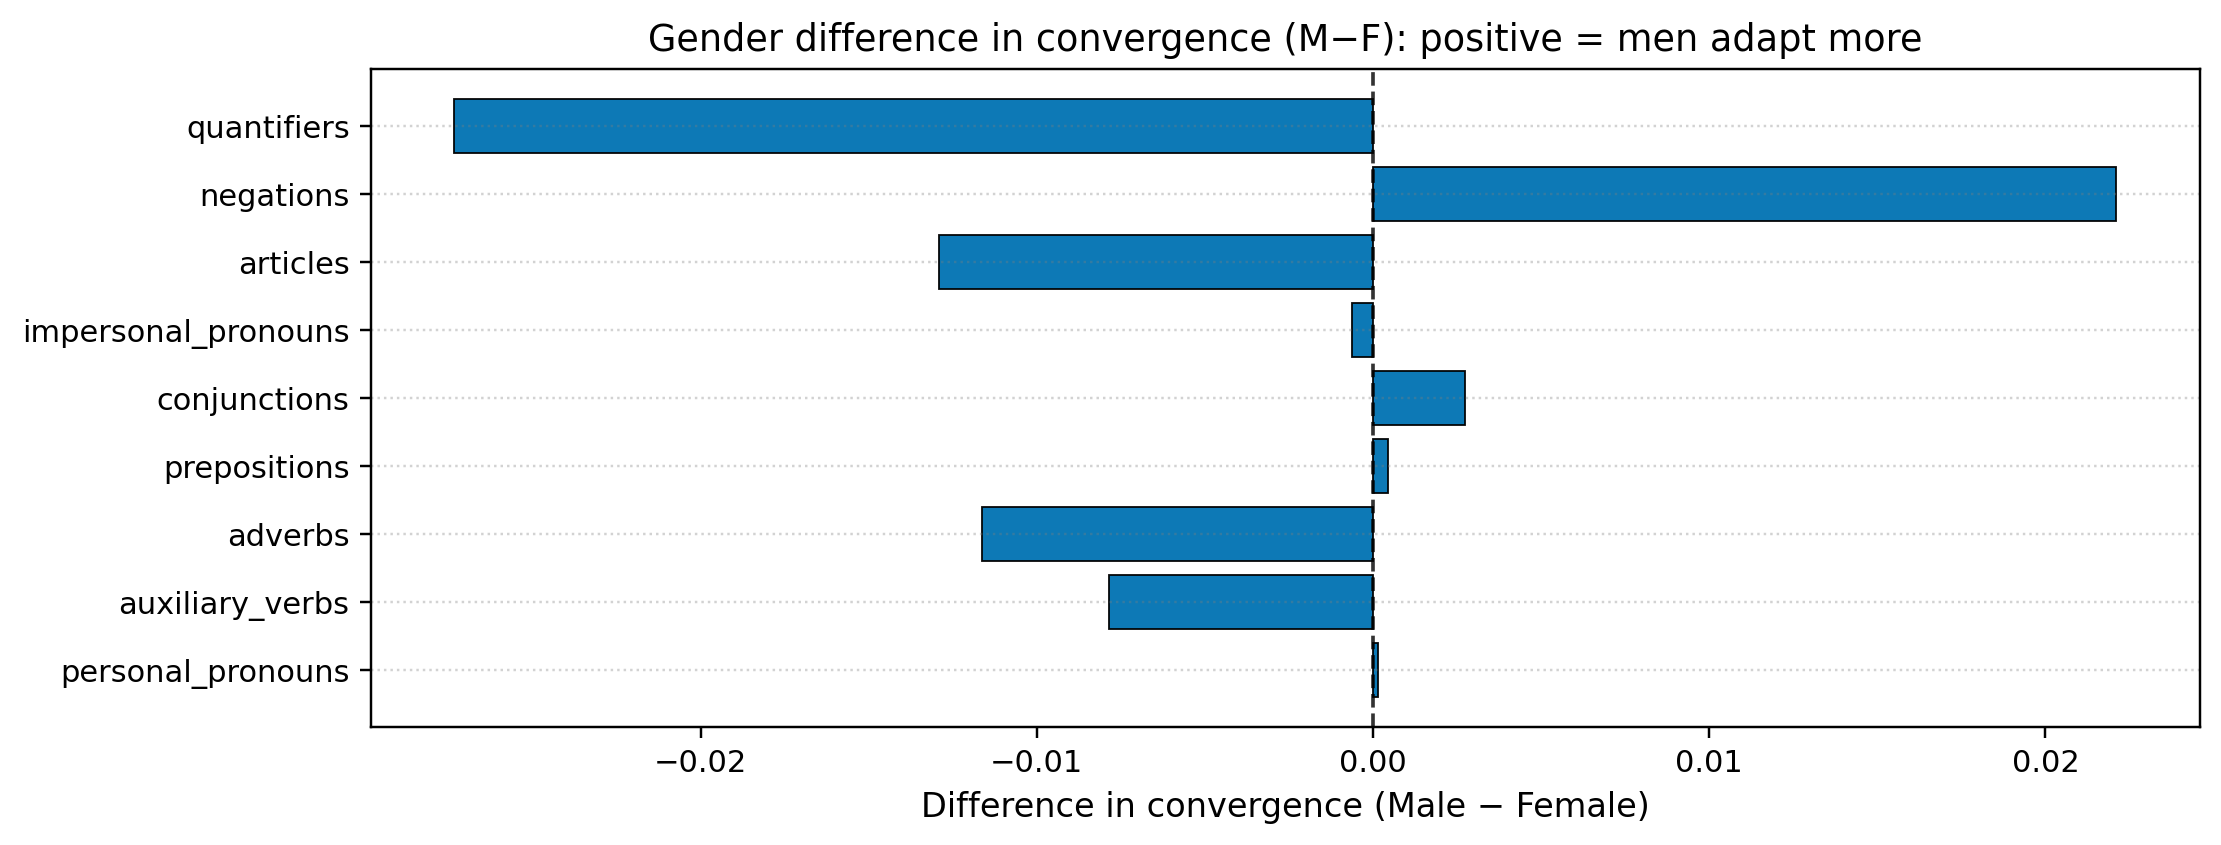 Gender difference in convergence (M−F): positive = men adapt more
quantifiers
negations
articles
impersonal_pronouns
conjunctions
prepositions
adverbs
auxiliary_verbs
personal_pronouns
−0.02 −0.01 0.00 0.01 0.02
Difference in convergence (Male − Female)